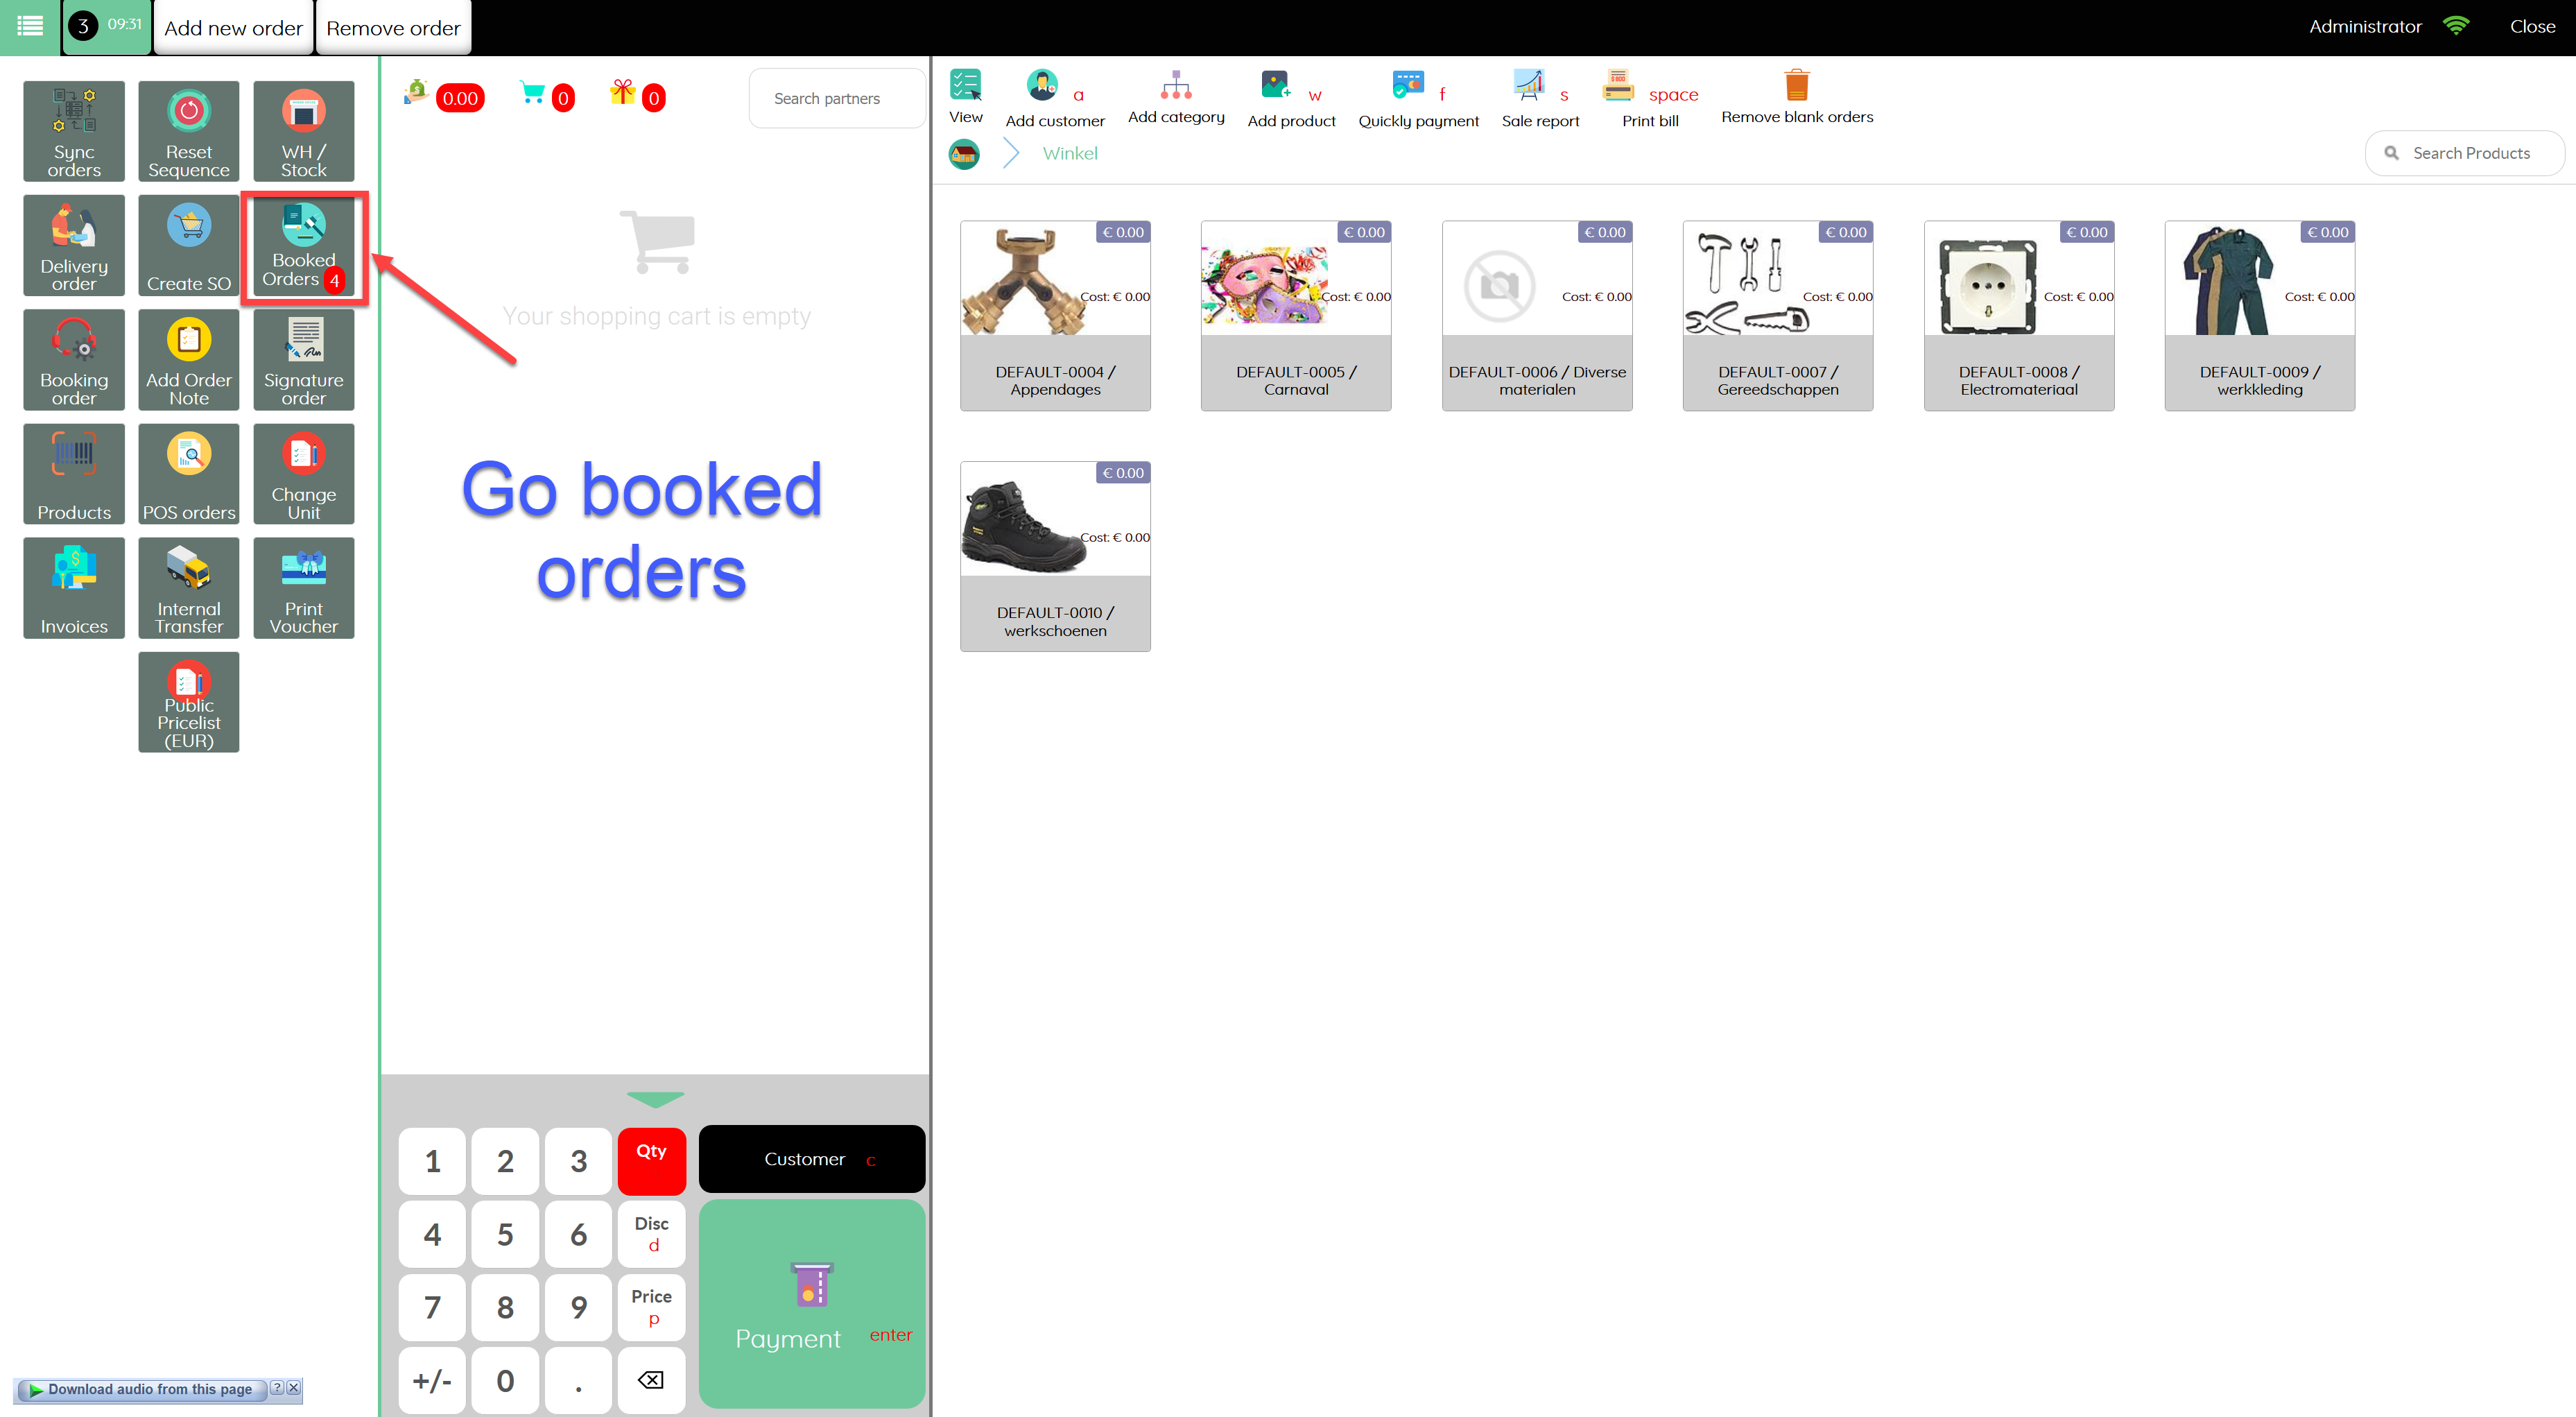 3 09:31 Add new order Remove order Administrator Close
Sync
orders
Reset
Sequence
WH /
Stock
Delivery
order
Create SO
Booked
Orders 4
Booking
order
Add Order
Note
Signature
order
Products
POS orders
Change
Unit
Invoices
Internal
Transfer
Print
Voucher
Public
Pricelist
(EUR)
Download audio from this page ?
0.00 0 0 Search partners
Your shopping cart is empty
Go booked
orders
1 2 3 Qty
4 5 6 Disc
d
7 8 9 Price
p
+/- 0 .
Customer c
Payment enter
View
a
Add customer
Add category
w
Add product
f
Quickly payment
s
Sale report
space
Print bill
Remove blank orders
Winkel Search Products
€ 0.00
Cost: € 0.00
DEFAULT-0004 /
Appendages
€ 0.00
Cost: € 0.00
DEFAULT-0005 /
Carnaval
€ 0.00
Cost: € 0.00
DEFAULT-0006 / Diverse
materialen
€ 0.00
Cost: € 0.00
DEFAULT-0007 /
Gereedschappen
€ 0.00
Cost: € 0.00
DEFAULT-0008 /
Electromateriaal
€ 0.00
Cost: € 0.00
DEFAULT-0009 /
werkkleding
€ 0.00
Cost: € 0.00
DEFAULT-0010 /
werkschoenen